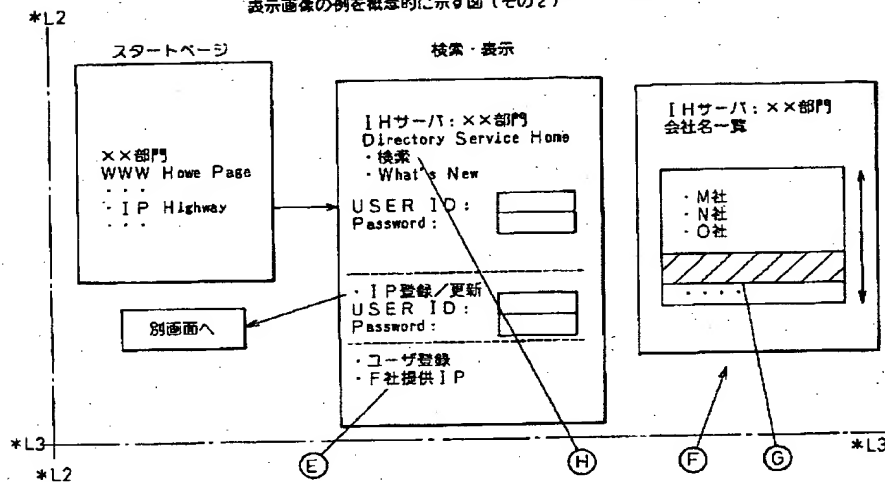 表示画像の例を概念的に示す図(その2)
*L2
スタートページ
検索・表示
××部門
WWW Howe Page
・・・
・IP Highway
・・・
IHサーバ:××部門
Directory Service Home
・検索
・What's New
USER ID:
Password:
・IP登録/更新
USER ID:
Password:
・ユーザ登録
・F社提供IP
別画面へ
IHサーバ:××部門
会社名一覧
・M社
・N社
・O社
・・・・
*L3
*L3
*L2
E
H
F
G